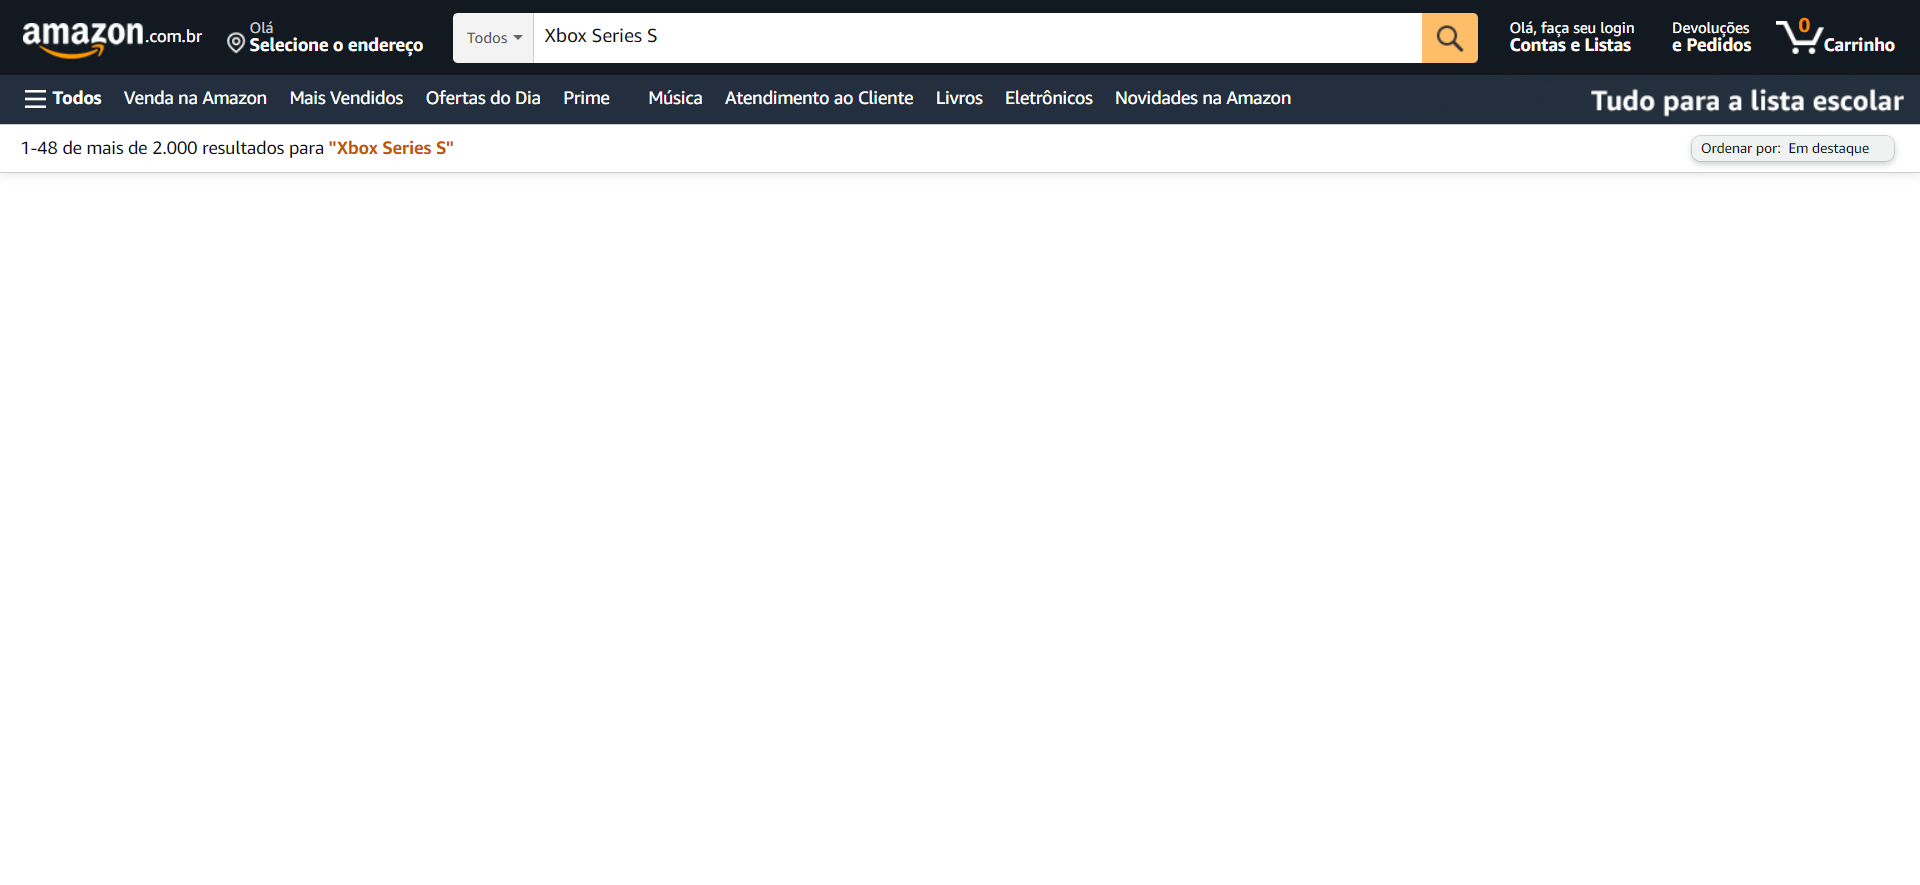 amazon.com.br
Olá
Selecione o endereço
Todos
Xbox Series S
Olá, faça seu login
Contas e Listas
Devoluções
e Pedidos
0
Carrinho
Todos
Venda na Amazon
Mais Vendidos
Ofertas do Dia
Prime
Música
Atendimento ao Cliente
Livros
Eletrônicos
Novidades na Amazon
Tudo para a lista escolar
1-48 de mais de 2.000 resultados para "Xbox Series S"
Ordenar por: Em destaque